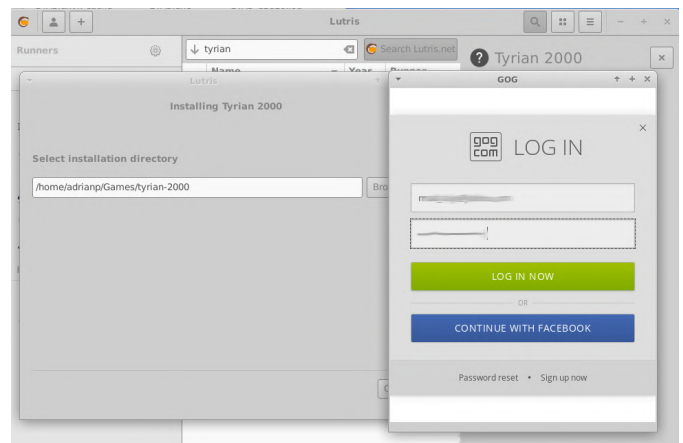 Lutris
Runners
tyrian
Search Lutris.net
Tyrian 2000
Name
Year
Runner
Lutris
Installing Tyrian 2000
Select installation directory
/home/adrianp/Games/tyrian-2000
Bro
GOG
gog
com
LOG IN
LOG IN NOW
OR
CONTINUE WITH FACEBOOK
Password reset • Sign up now